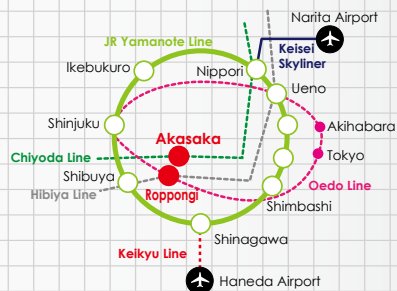 Narita Airport
JR Yamanote Line
Keisei
Skyliner
Ikebukuro
Nippori
Ueno
Shinjuku
Akasaka
Akihabara
Chiyoda Line
Tokyo
Shibuya
Roppongi
Oedo Line
Hibiya Line
Shimbashi
Shinagawa
Keikyu Line
Haneda Airport